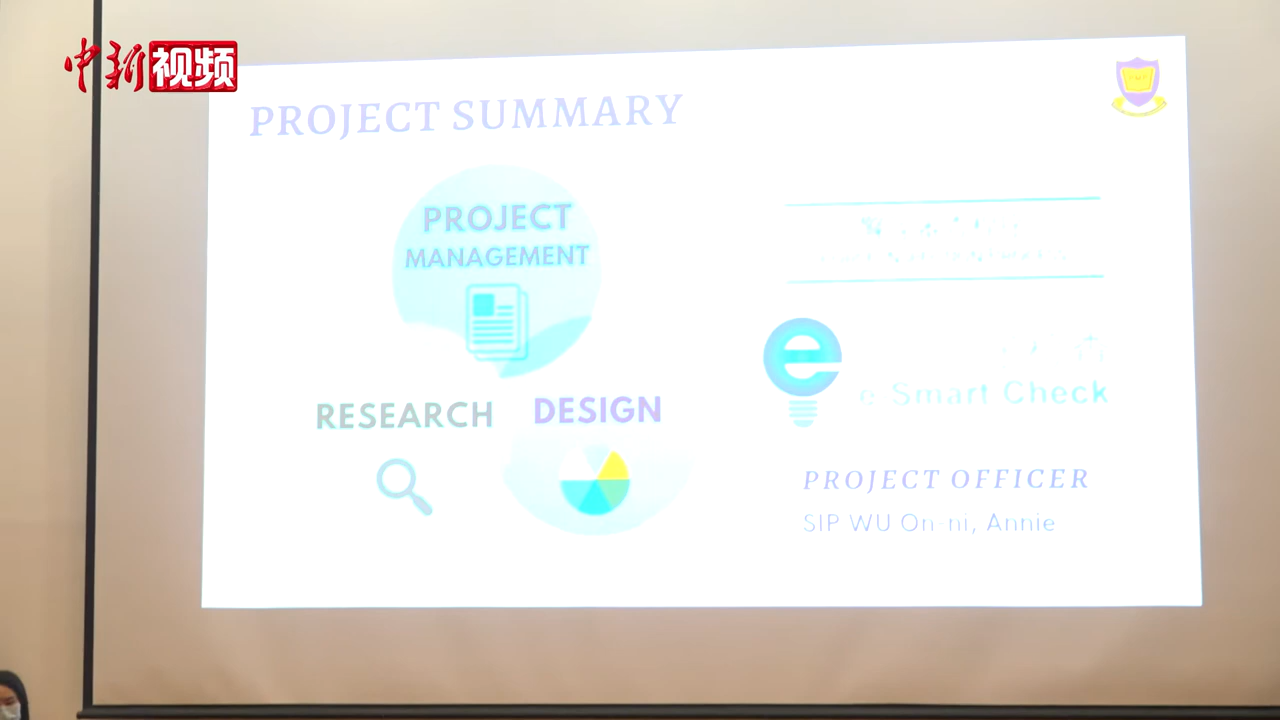 中新视频
PROJECT SUMMARY
PROJECT
MANAGEMENT
RESEARCH
DESIGN
e Smart Check
PROJECT OFFICER
SIP WU On-ni, Annie